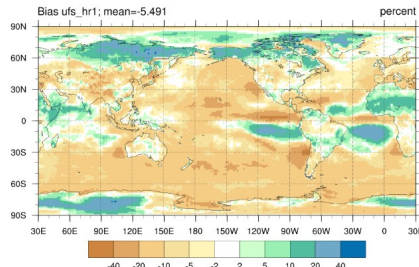 Bias ufs_hr1; mean=-5.491 percent
90N
60N
30N
0
30S
60S
90S
30E 60E 90E 120E 150E 180 150W 120W 90W 60W 30W 0 30E
-40 -20 -10 -5 -2 2 5 10 20 40